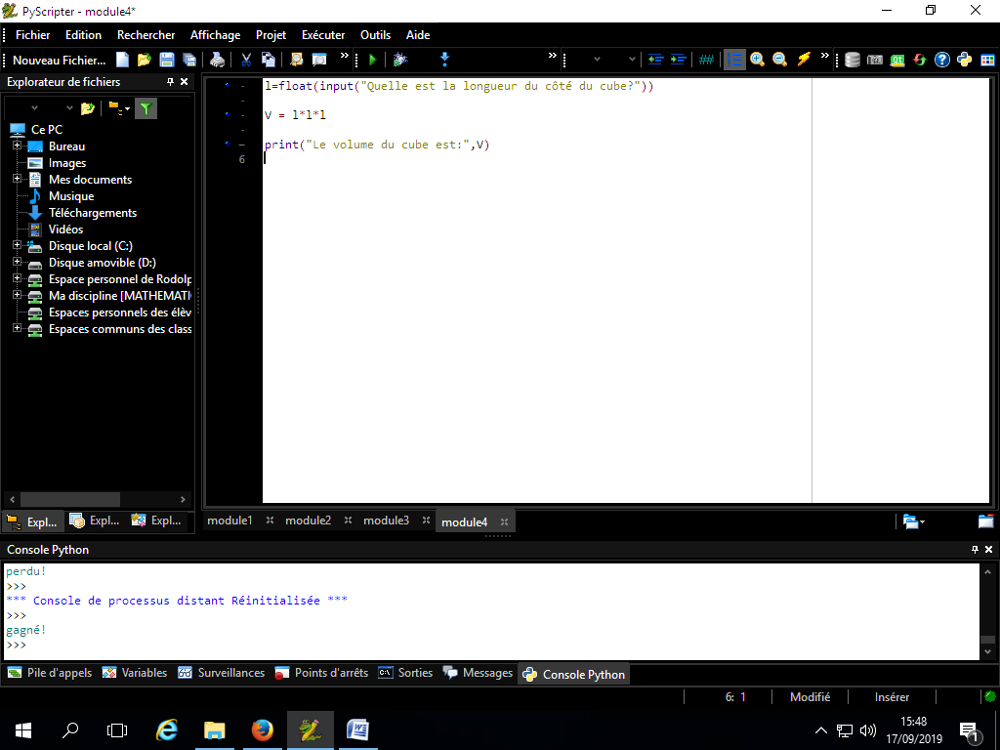 PyScripter - module4*
Fichier Edition Rechercher Affichage Projet Exécuter Outils Aide
Nouveau Fichier...
Explorateur de fichiers
Ce PC
Bureau
Images
Mes documents
Musique
Téléchargements
Vidéos
Disque local (C:)
Disque amovible (D:)
Espace personnel de Rodolp
Ma discipline [MATHEMATI
Espaces personnels des élèv
Espaces communs des class
Expl... Expl... Expl...
l=float(input("Quelle est la longueur du côté du cube?"))
V = l*l*l
print("Le volume du cube est:",V)
6
module1 module2 module3 module4
Console Python
perdu!
>>>
*** Console de processus distant Réinitialisée ***
>>>
gagné!
>>>
Pile d'appels Variables Surveillances Points d'arrêts Sorties Messages Console Python
6: 1 Modifié Insérer
15:48
17/09/2019
1